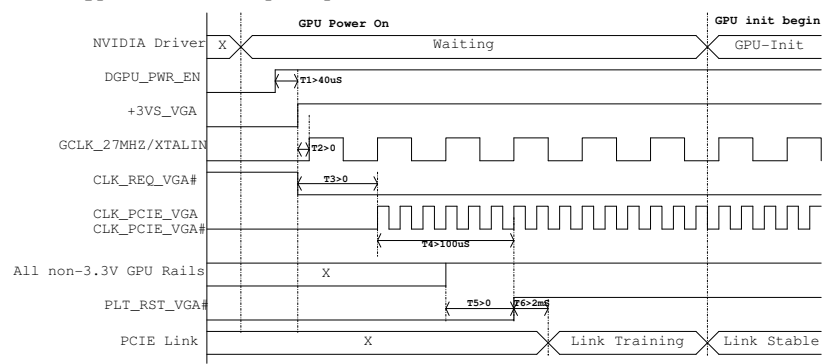 GPU Power On
GPU init begin
NVIDIA Driver X Waiting GPU-Init
DGPU_PWR_EN T1>40uS
+3VS_VGA
GCLK_27MHZ/XTALIN T2>0
CLK_REQ_VGA# T3>0
CLK_PCIE_VGA
CLK_PCIE_VGA#
T4>100uS
All non-3.3V GPU Rails X
PLT_RST_VGA# T5>0 T6>2mS
PCIE Link X Link Training Link Stable